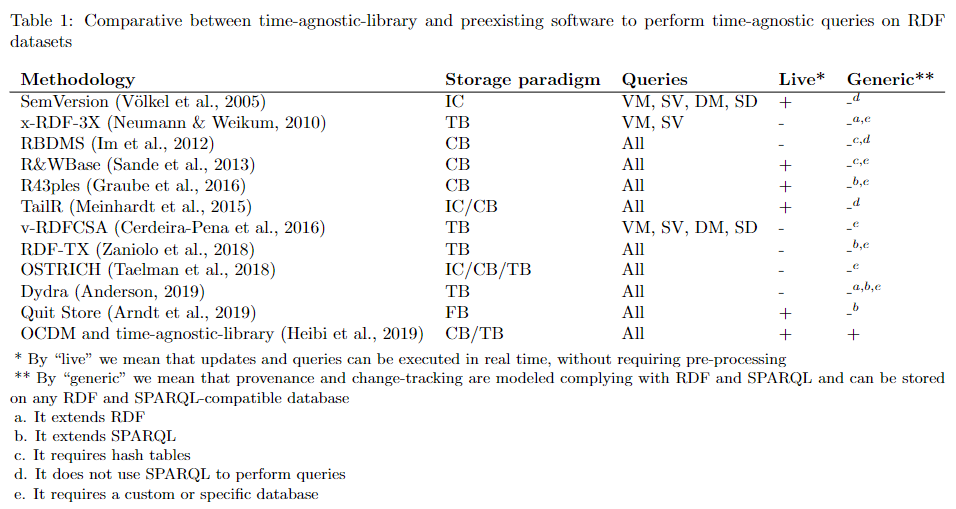 Table 1: Comparative between time-agnostic-library and preexisting software to perform time-agnostic queries on RDF
datasets
Methodology Storage paradigm Queries Live* Generic**
SemVersion (Völkel et al., 2005) IC VM, SV, DM, SD + -d
x-RDF-3X (Neumann & Weikum, 2010) TB VM, SV - -a,e
RBDMS (Im et al., 2012) CB All - -c,d
R&WBase (Sande et al., 2013) CB All + -c,e
R43ples (Graube et al., 2016) CB All + -b,e
TailR (Meinhardt et al., 2015) IC/CB All + -d
v-RDFCSA (Cerdeira-Pena et al., 2016) TB VM, SV, DM, SD - -e
RDF-TX (Zaniolo et al., 2018) TB All - -b,e
OSTRICH (Taelman et al., 2018) IC/CB/TB All - -e
Dydra (Anderson, 2019) TB All - -a,b,e
Quit Store (Arndt et al., 2019) FB All + -b
OCDM and time-agnostic-library (Heibi et al., 2019) CB/TB All + +
* By “live” we mean that updates and queries can be executed in real time, without requiring pre-processing
** By “generic” we mean that provenance and change-tracking are modeled complying with RDF and SPARQL and can be stored
on any RDF and SPARQL-compatible database
a. It extends RDF
b. It extends SPARQL
c. It requires hash tables
d. It does not use SPARQL to perform queries
e. It requires a custom or specific database